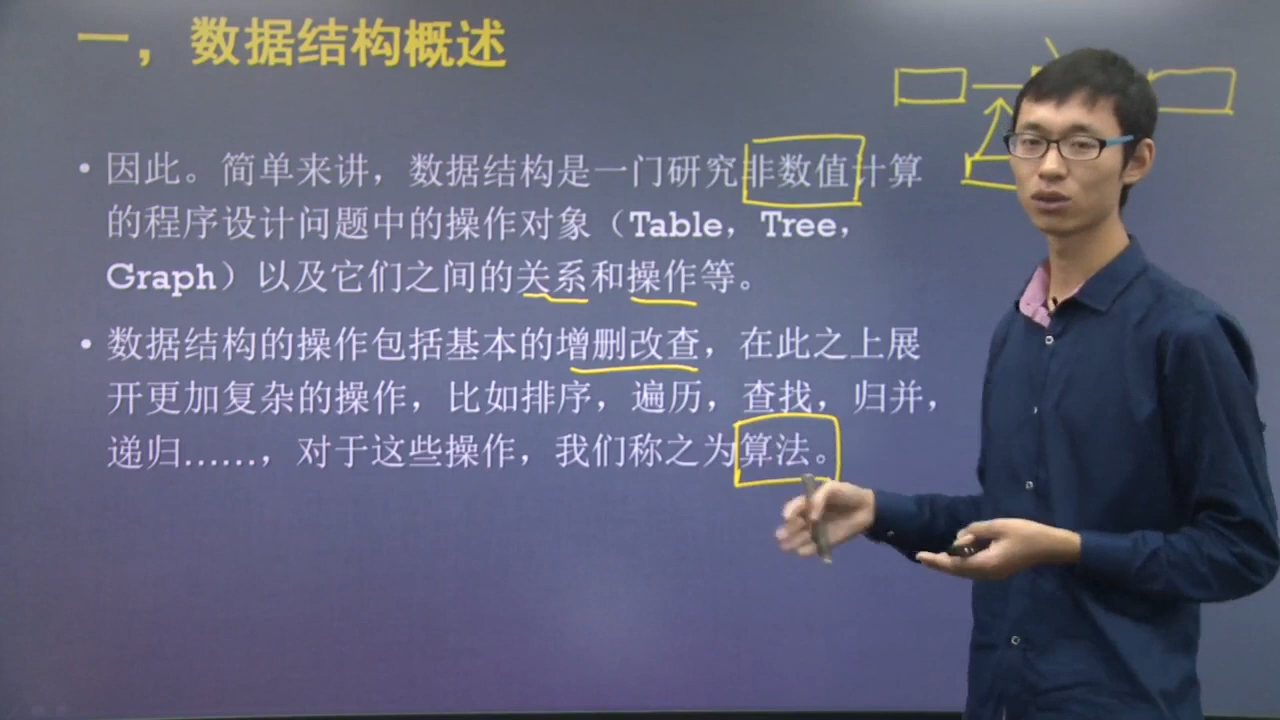 一，数据结构概述
• 因此。简单来讲，数据结构是一门研究非数值计算
的程序设计问题中的操作对象（Table，Tree，
Graph）以及它们之间的关系和操作等。
• 数据结构的操作包括基本的增删改查，在此之上展
开更加复杂的操作，比如排序，遍历，查找，归并，
递归……，对于这些操作，我们称之为算法。